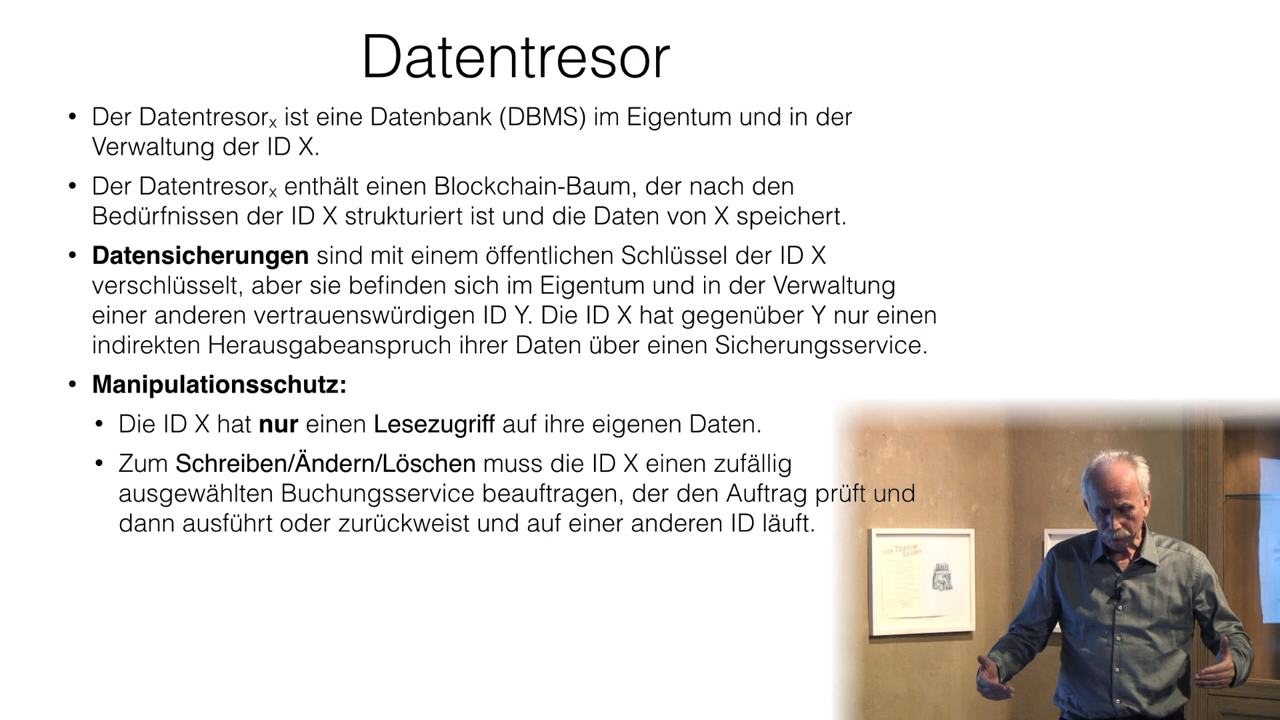 Datentresor
• Der Datentresorₓ ist eine Datenbank (DBMS) im Eigentum und in der
Verwaltung der ID X.
• Der Datentresorₓ enthält einen Blockchain-Baum, der nach den
Bedürfnissen der ID X strukturiert ist und die Daten von X speichert.
• Datensicherungen sind mit einem öffentlichen Schlüssel der ID X
verschlüsselt, aber sie befinden sich im Eigentum und in der Verwaltung
einer anderen vertrauenswürdigen ID Y. Die ID X hat gegenüber Y nur einen
indirekten Herausgabeanspruch ihrer Daten über einen Sicherungsservice.
• Manipulationsschutz:
• Die ID X hat nur einen Lesezugriff auf ihre eigenen Daten.
• Zum Schreiben/Ändern/Löschen muss die ID X einen zufällig
ausgewählten Buchungsservice beauftragen, der den Auftrag prüft und
dann ausführt oder zurückweist und auf einer anderen ID läuft.